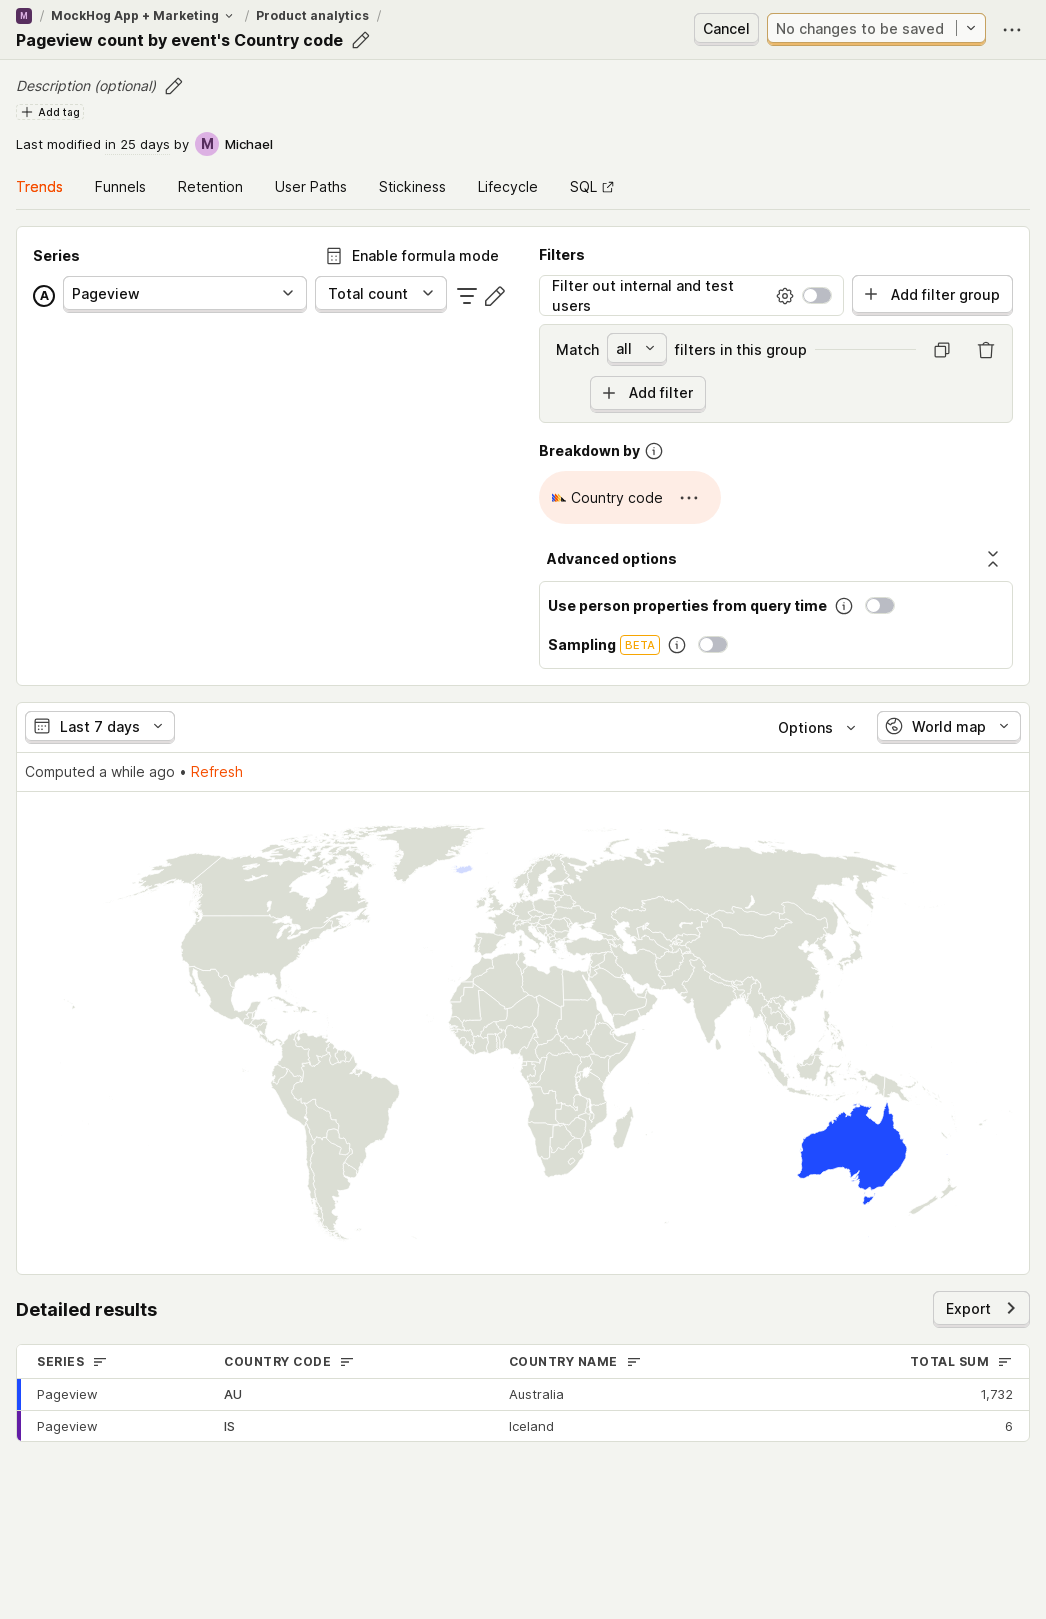 M / MockHog App + Marketing / Product analytics /
Pageview count by event's Country code
Cancel
No changes to be saved
Description (optional)
Add tag
Last modified in 25 days by M Michael
Trends Funnels Retention User Paths Stickiness Lifecycle SQL
Series
Enable formula mode
A Pageview Total count
Filters
Filter out internal and test
users
Add filter group
Match all filters in this group
Add filter
Breakdown by
Country code
Advanced options
Use person properties from query time
Sampling BETA
Last 7 days
Options
World map
Computed a while ago • Refresh
Detailed results
Export
SERIES COUNTRY CODE COUNTRY NAME TOTAL SUM
Pageview AU Australia 1,732
Pageview IS Iceland 6